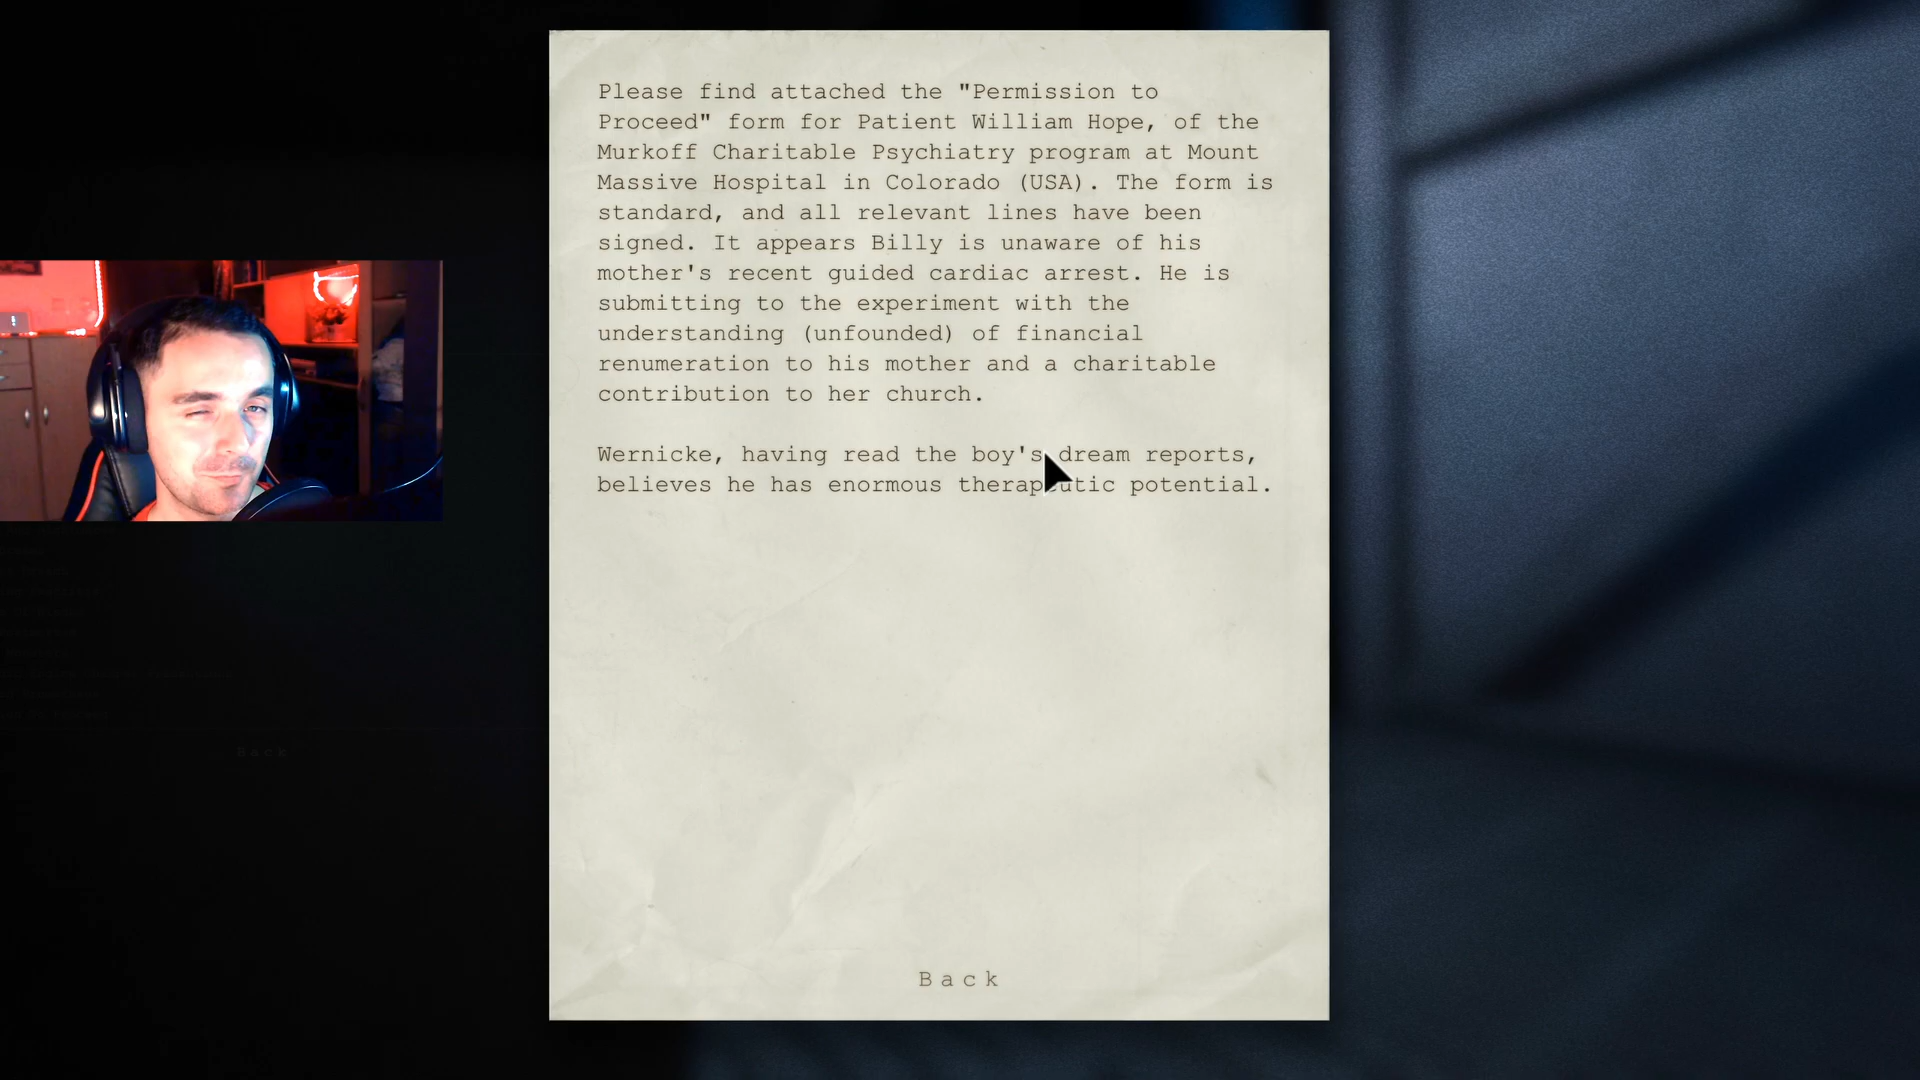 Please find attached the "Permission to
Proceed" form for Patient William Hope, of the
Murkoff Charitable Psychiatry program at Mount
Massive Hospital in Colorado (USA). The form is
standard, and all relevant lines have been
signed. It appears Billy is unaware of his
mother's recent guided cardiac arrest. He is
submitting to the experiment with the
understanding (unfounded) of financial
renumeration to his mother and a charitable
contribution to her church.
Wernicke, having read the boy's dream reports,
believes he has enormous therapeutic potential.
Back
Back